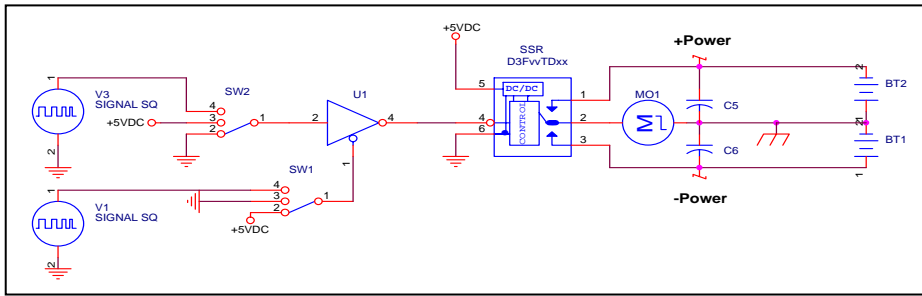 +5VDC
SSR
D3FvvTDxx
+Power
V3
SIGNAL SQ
1
2
SW2
4
3
2
1
+5VDC
U1
2
4
1
5
4
6
DC/DC
CONTROL
1
2
3
MO1
M
C5
C6
2
BT2
1
2
BT1
1
-Power
V1
SIGNAL SQ
1
2
SW1
4
3
2
1
+5VDC